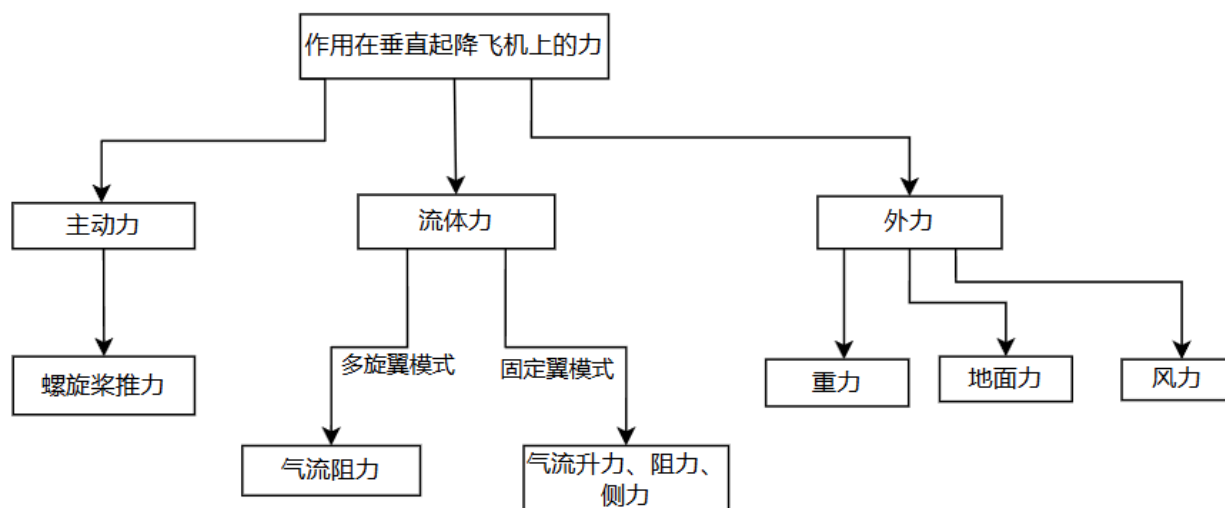 作用在垂直起降飞机上的力
主动力
流体力
外力
多旋翼模式
固定翼模式
螺旋桨推力
重力
地面力
风力
气流阻力
气流升力、阻力、
侧力